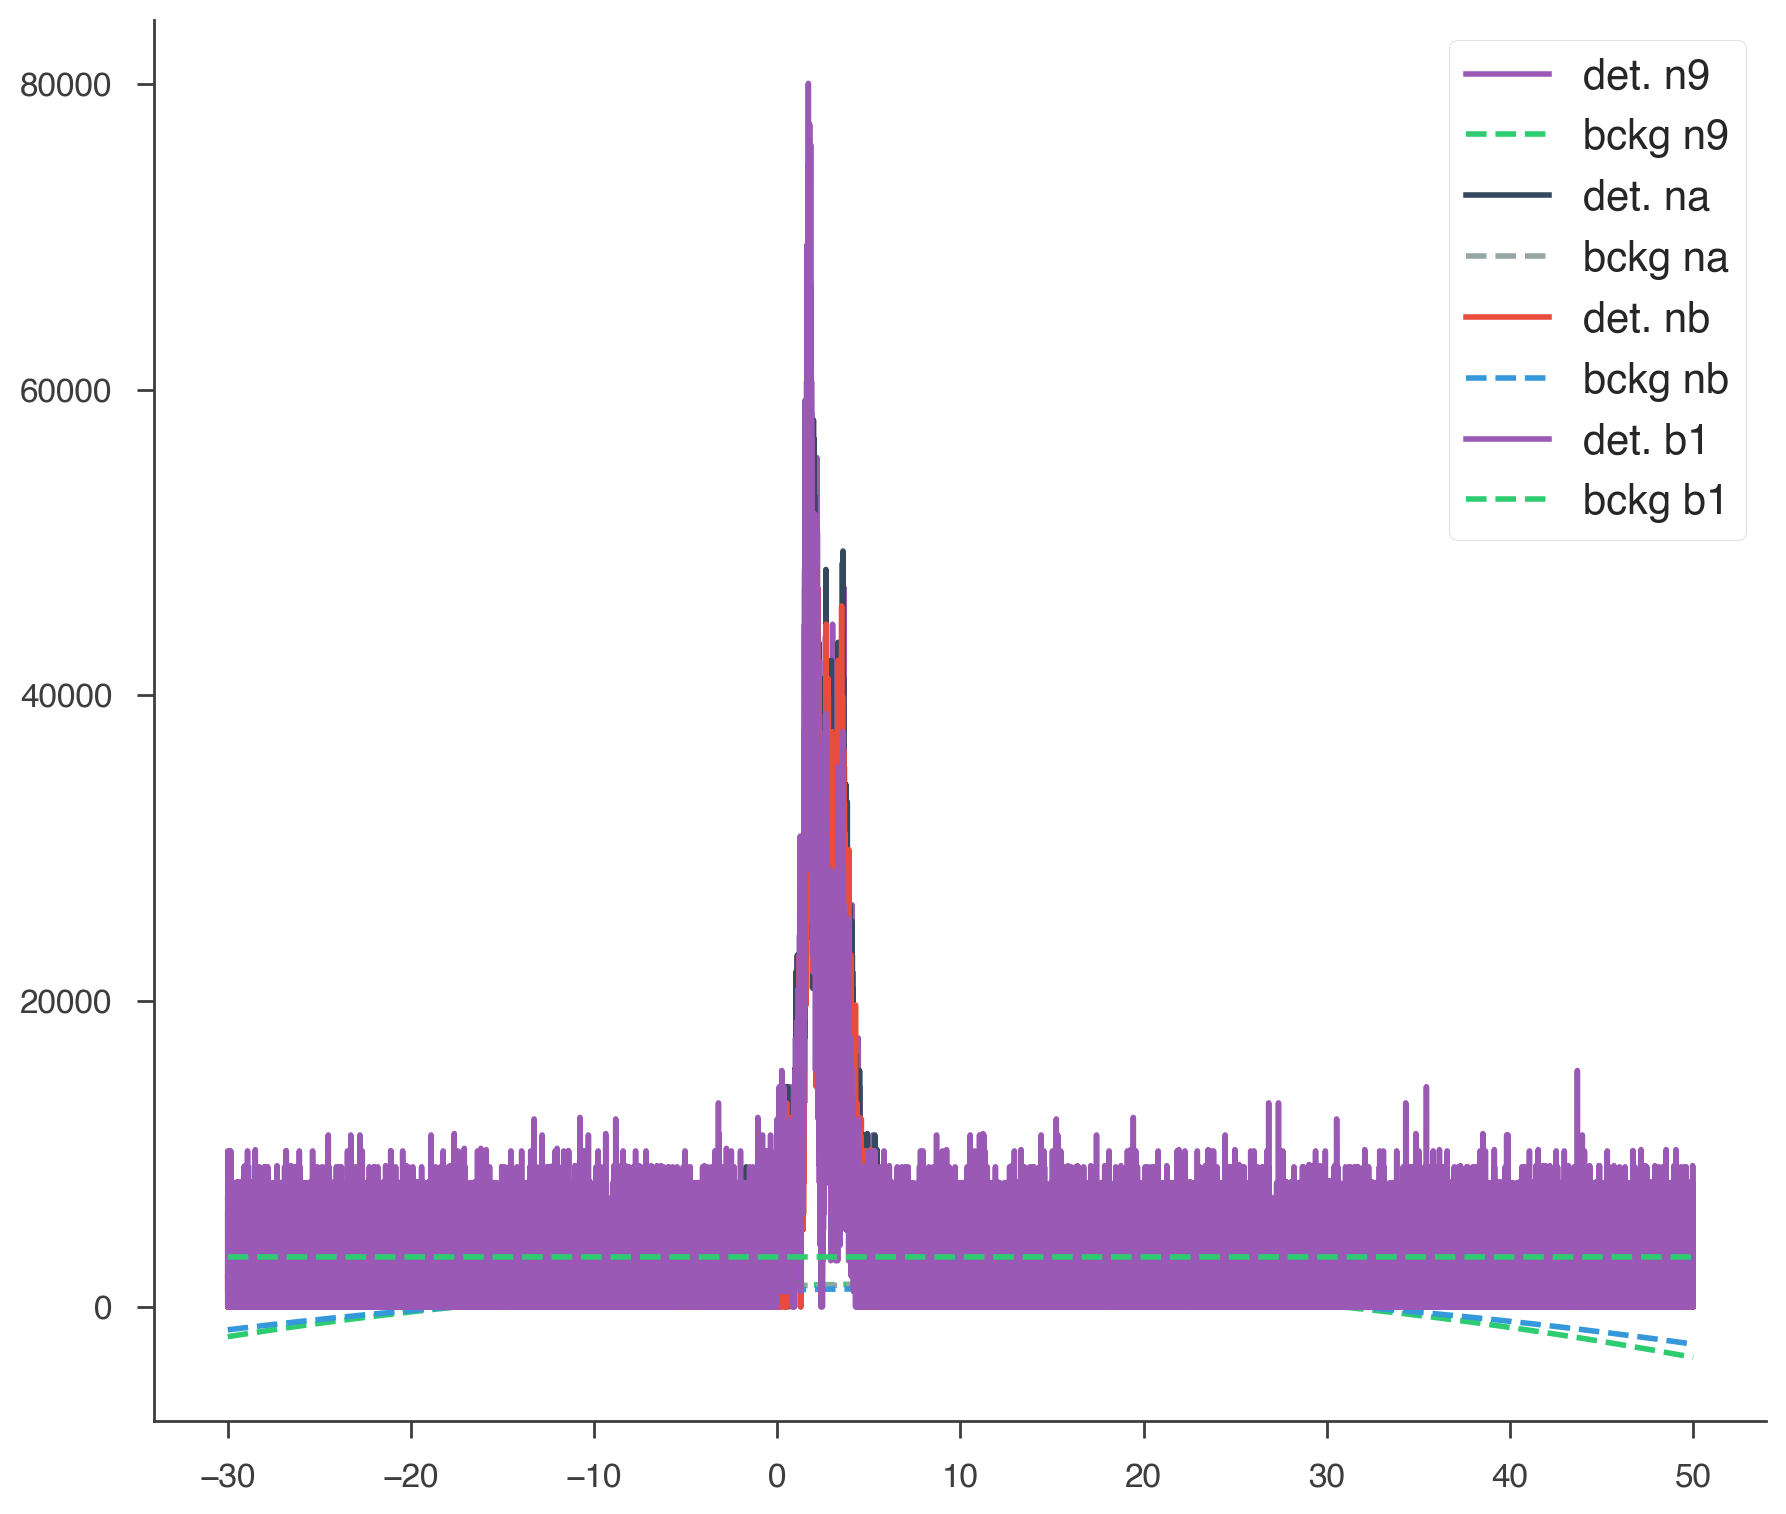 80000
60000
40000
20000
0
−30
−20
−10
0
10
20
30
40
50
det. n9
bckg n9
det. na
bckg na
det. nb
bckg nb
det. b1
bckg b1